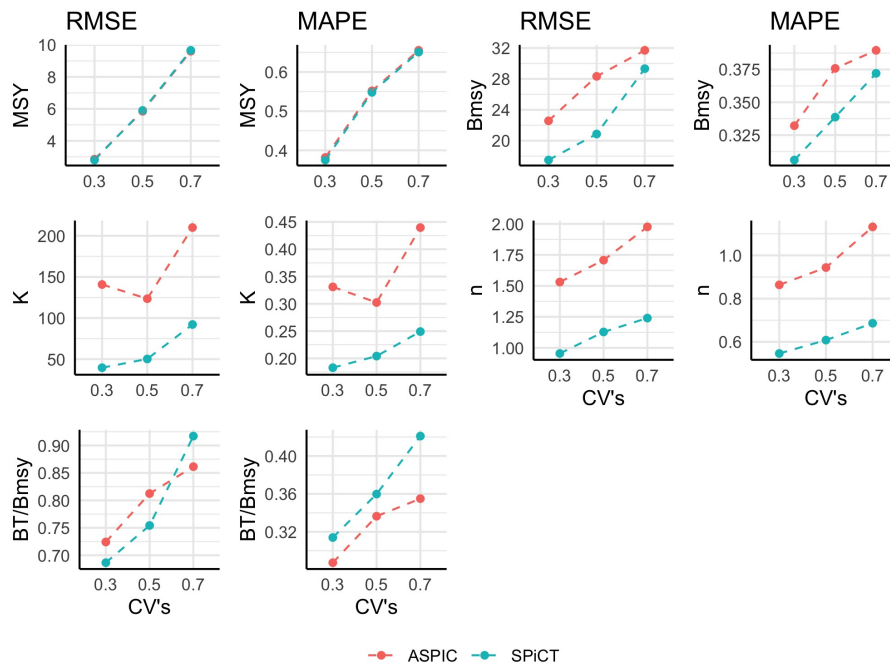 RMSE MAPE RMSE MAPE
MSY
10
8
6
4
0.3 0.5 0.7
MSY
0.6
0.5
0.4
0.3 0.5 0.7
Bmsy
32
28
24
20
0.3 0.5 0.7
Bmsy
0.375
0.350
0.325
0.3 0.5 0.7
K
200
150
100
50
0.3 0.5 0.7
K
0.45
0.40
0.35
0.30
0.25
0.20
0.3 0.5 0.7
n
2.00
1.75
1.50
1.25
1.00
0.3 0.5 0.7
CV's
n
1.0
0.8
0.6
0.3 0.5 0.7
CV's
BT/Bmsy
0.90
0.85
0.80
0.75
0.70
0.3 0.5 0.7
CV's
BT/Bmsy
0.40
0.36
0.32
0.3 0.5 0.7
CV's
ASPIC SPiCT